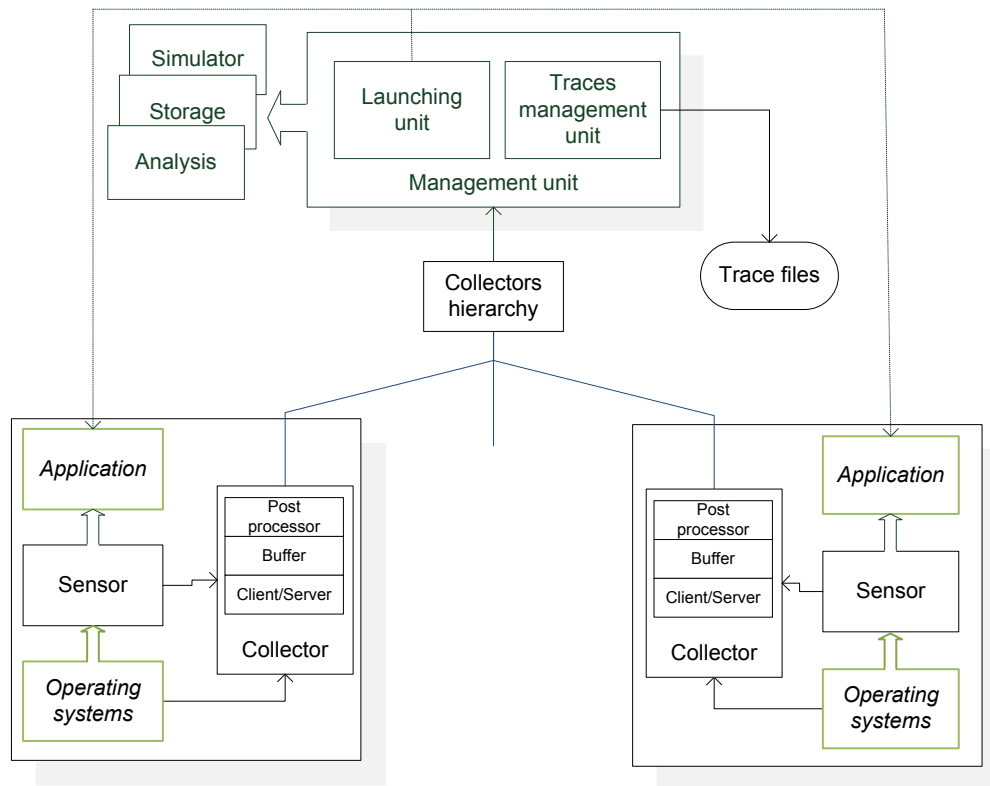 Simulator
Storage
Analysis
Launching
unit
Traces
management
unit
Management unit
Collectors
hierarchy
Trace files
Application
Sensor
Operating
systems
Post
processor
Buffer
Client/Server
Collector
Post
processor
Buffer
Client/Server
Collector
Application
Sensor
Operating
systems